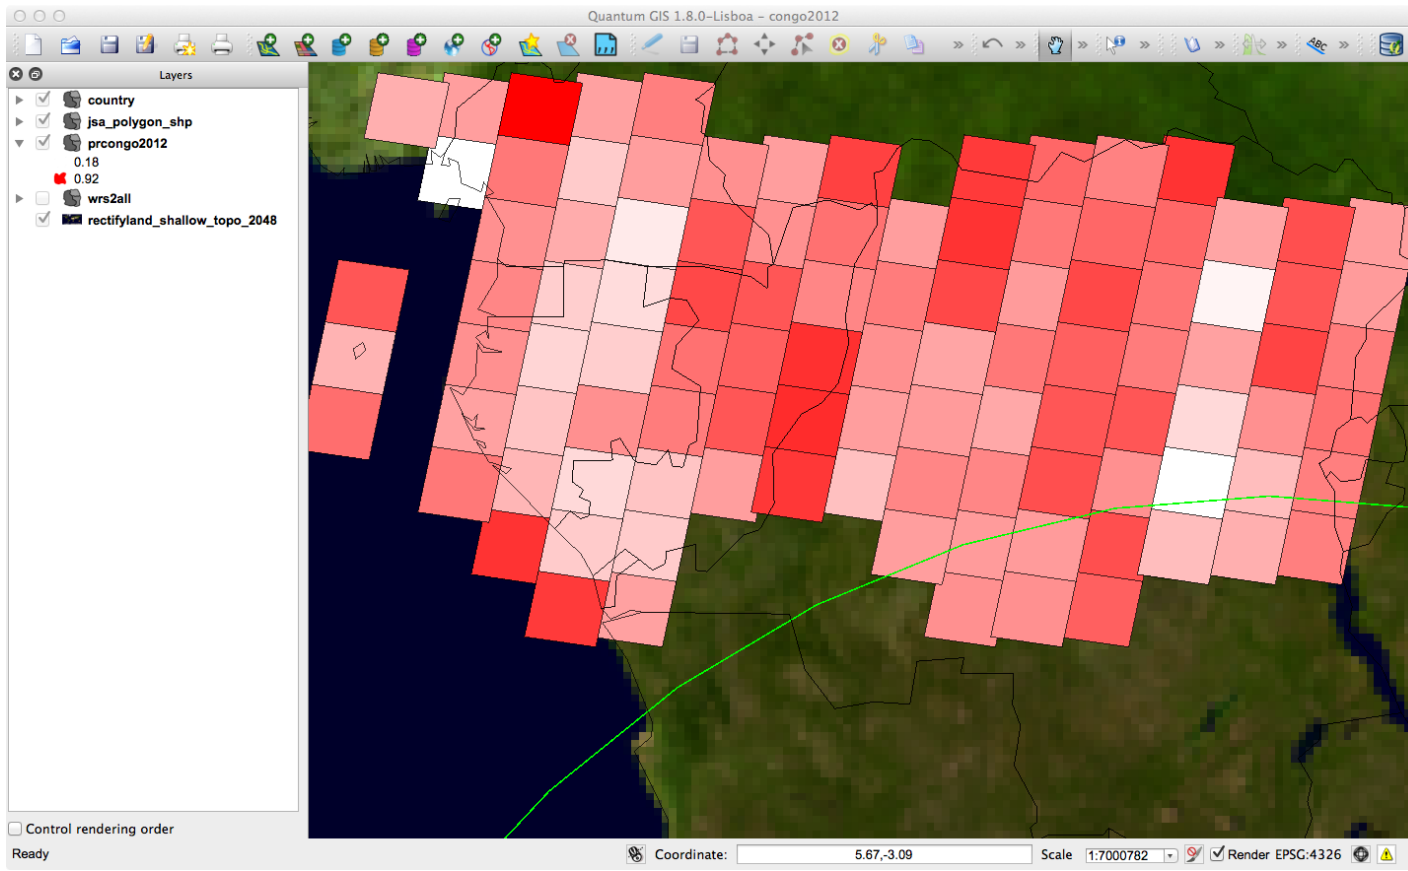 Quantum GIS 1.8.0-Lisboa – congo2012
» » » » » »
ABC
Layers
country
jsa_polygon_shp
prcongo2012
0.18
0.92
wrs2all
rectifyland_shallow_topo_2048
Control rendering order
Ready
Coordinate: 5.67,-3.09 Scale 1:7000782 Render EPSG:4326